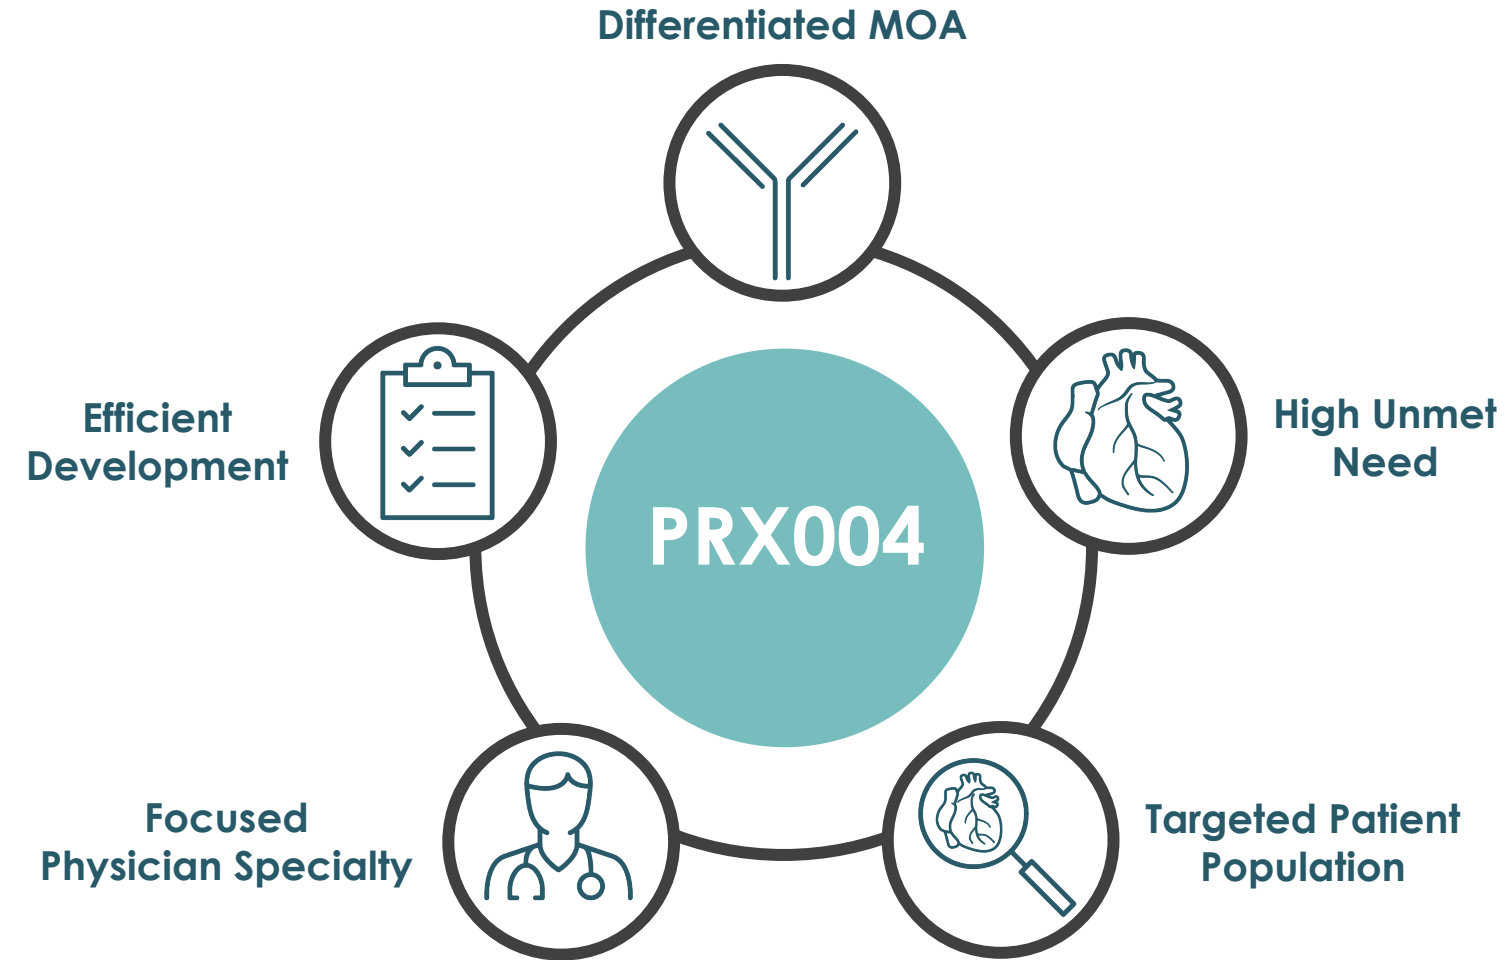 Differentiated MOA
Efficient
Development
High Unmet
Need
PRX004
Focused
Physician Specialty
Targeted Patient
Population